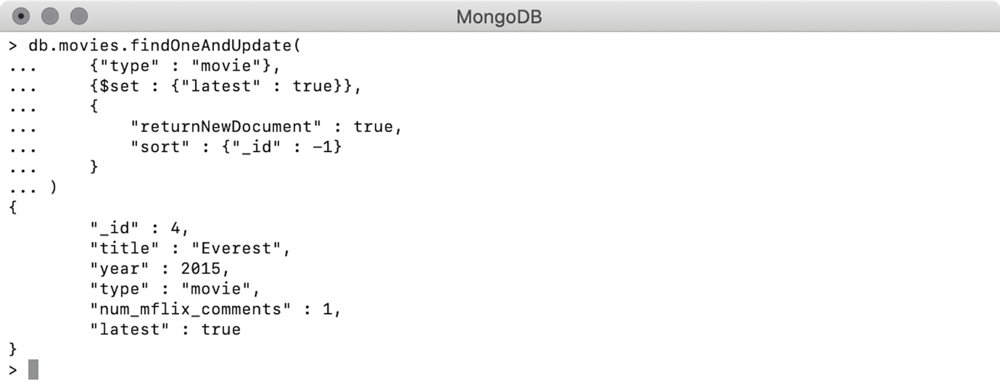 MongoDB
> db.movies.findOneAndUpdate(
...     {"type" : "movie"},
...     {$set : {"latest" : true}},
...     {
...         "returnNewDocument" : true,
...         "sort" : {"_id" : −1}
...     }
... )
{
        "_id" : 4,
        "title" : "Everest",
        "year" : 2015,
        "type" : "movie",
        "num_mflix_comments" : 1,
        "latest" : true
}
>